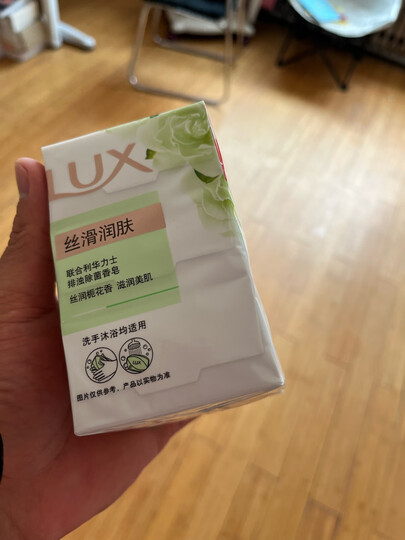 LUX
丝滑润肤
联合利华力士
排浊除菌香皂
丝润栀花香 滋润美肌
洗手沐浴均适用
LUX
图片仅供参考，产品以实物为准